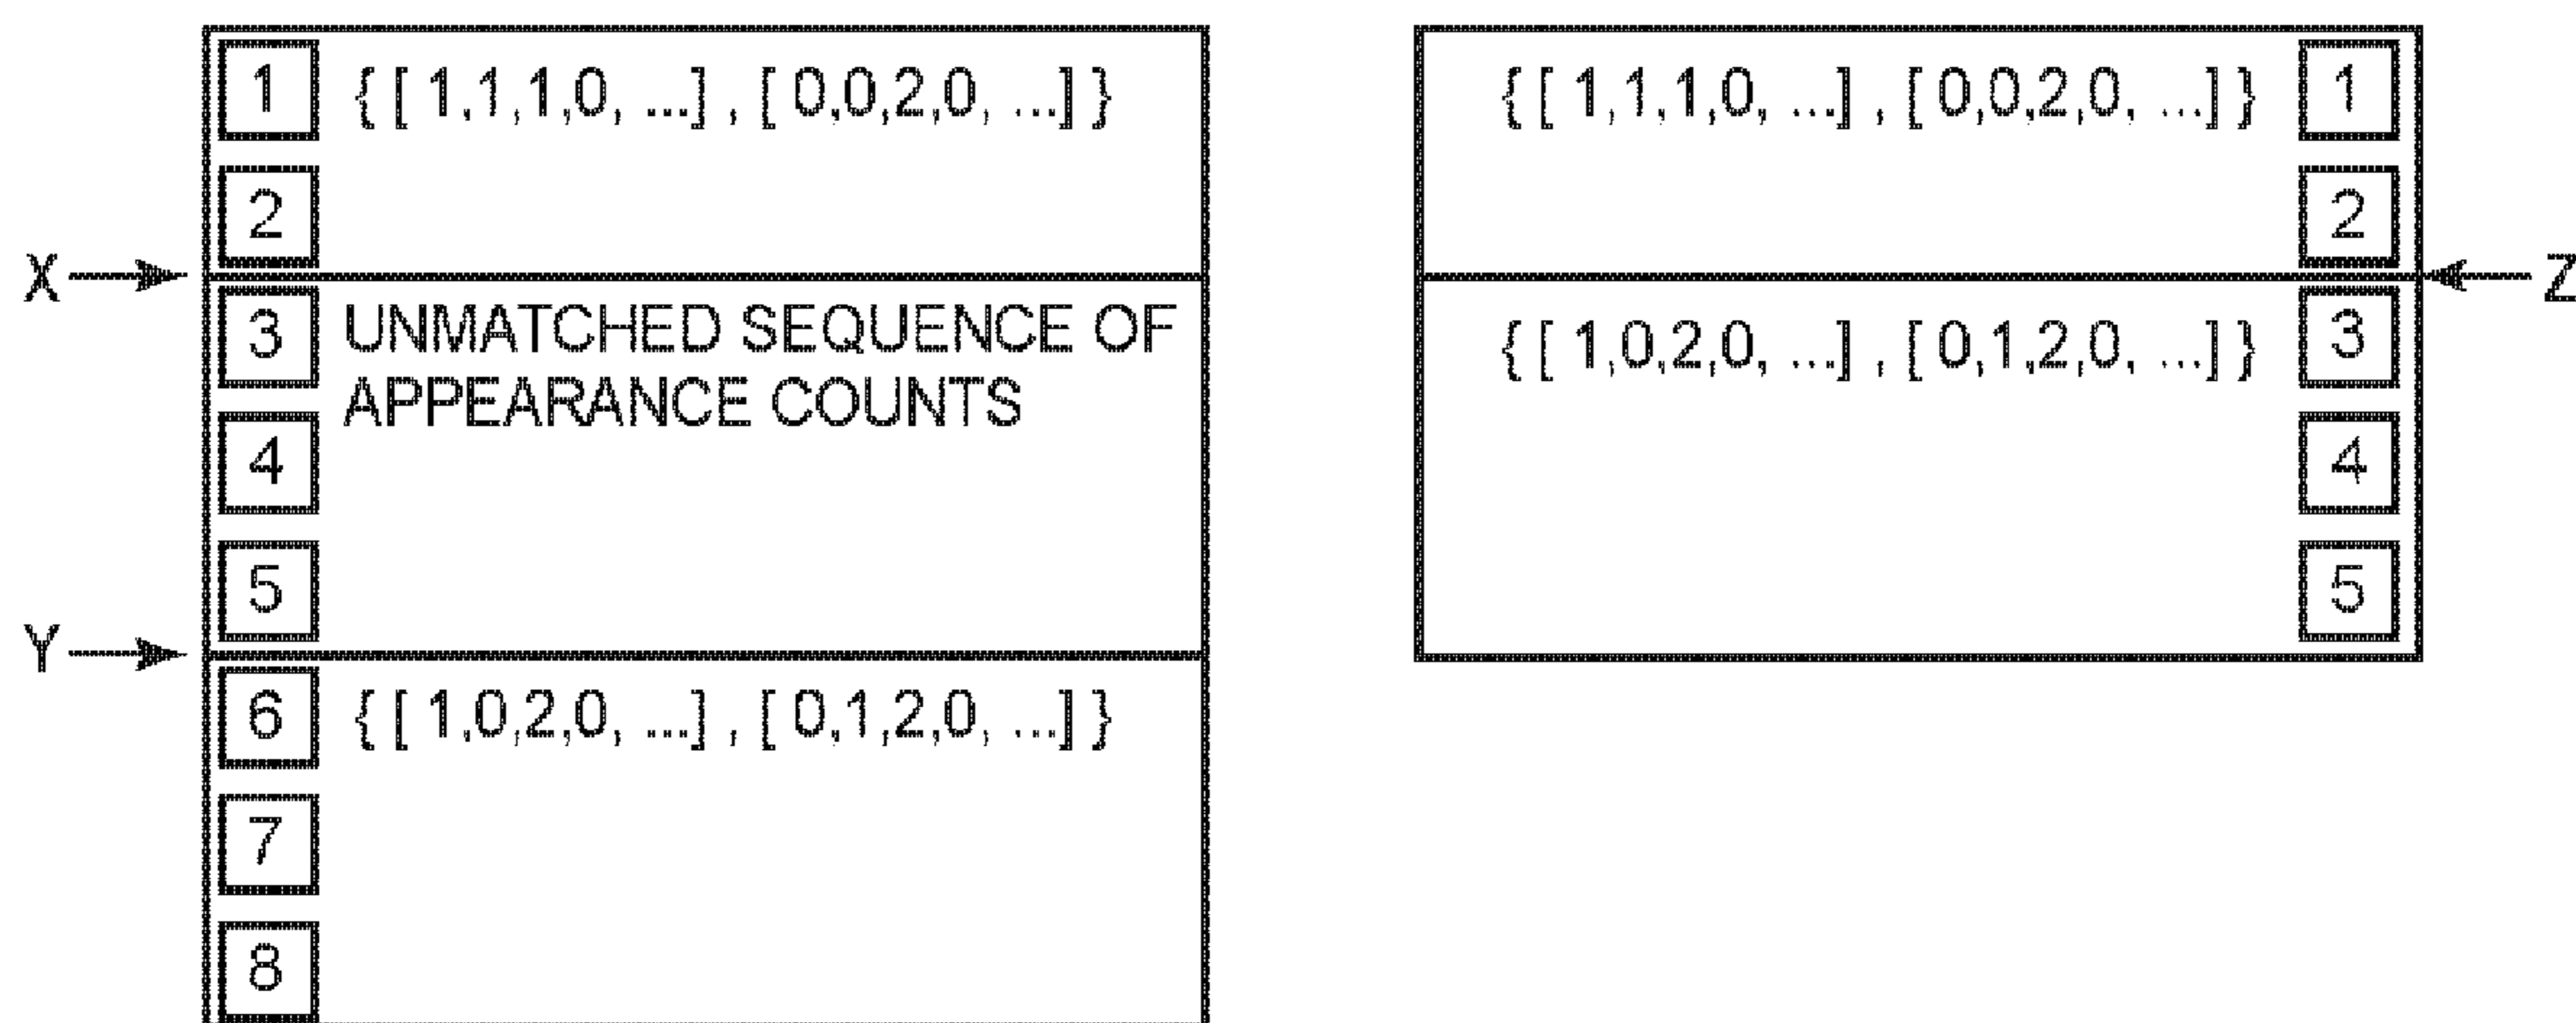 1 { [ 1,1,1,0, ...] , [ 0,0,2,0, ...] }
2
X
3 UNMATCHED SEQUENCE OF
APPEARANCE COUNTS
4
5
Y
6 { [ 1,0,2,0, ...] , [ 0,1,2,0, ...] }
7
8
{ [ 1,1,1,0, ...] , [ 0,0,2,0, ...] } 1
2
Z
{ [ 1,0,2,0, ...] , [ 0,1,2,0, ...] } 3
4
5